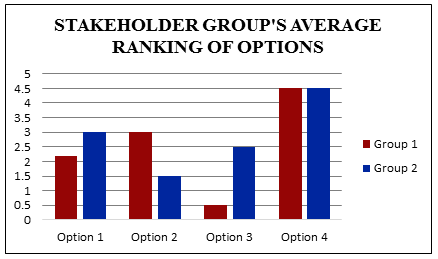 STAKEHOLDER GROUP'S AVERAGE
RANKING OF OPTIONS
5
4.5
4
3.5
3
2.5
2
1.5
1
0.5
0
Option 1
Option 2
Option 3
Option 4
Group 1
Group 2